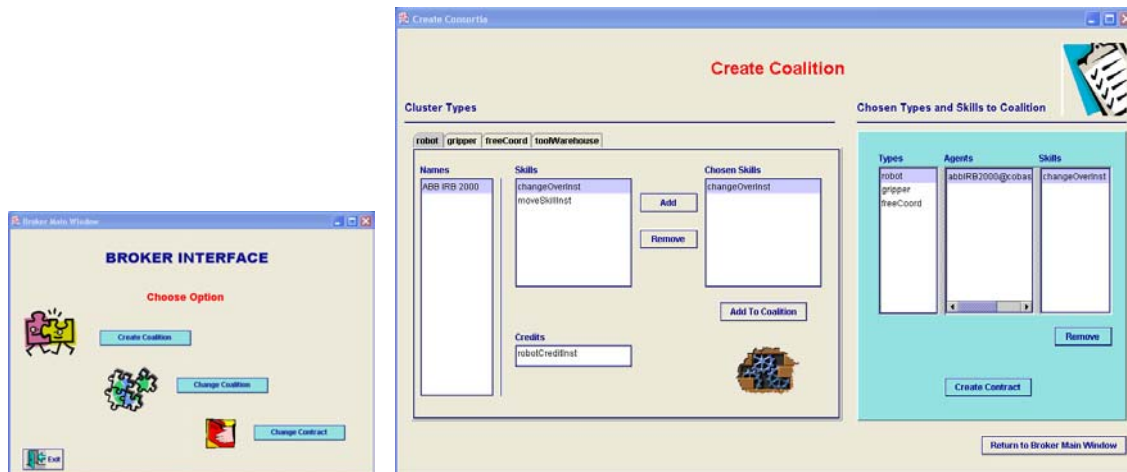 Broker Main Window
BROKER INTERFACE
Choose Option
Create Coalition
Change Coalition
Change Contract
Exit
Create Consortia
Create Coalition
Cluster Types
Chosen Types and Skills to Coalition
robot gripper freeCoord toolWarehouse
Names
ABB IRB 2000
Skills
changeOverInst
moveSkillInst
Add
Remove
Chosen Skills
changeOverInst
Add To Coalition
Credits
robotCreditInst
Types
robot
gripper
freeCoord
Agents
abbIRB2000@cobas
Skills
changeOverInst
Remove
Create Contract
Return to Broker Main Window